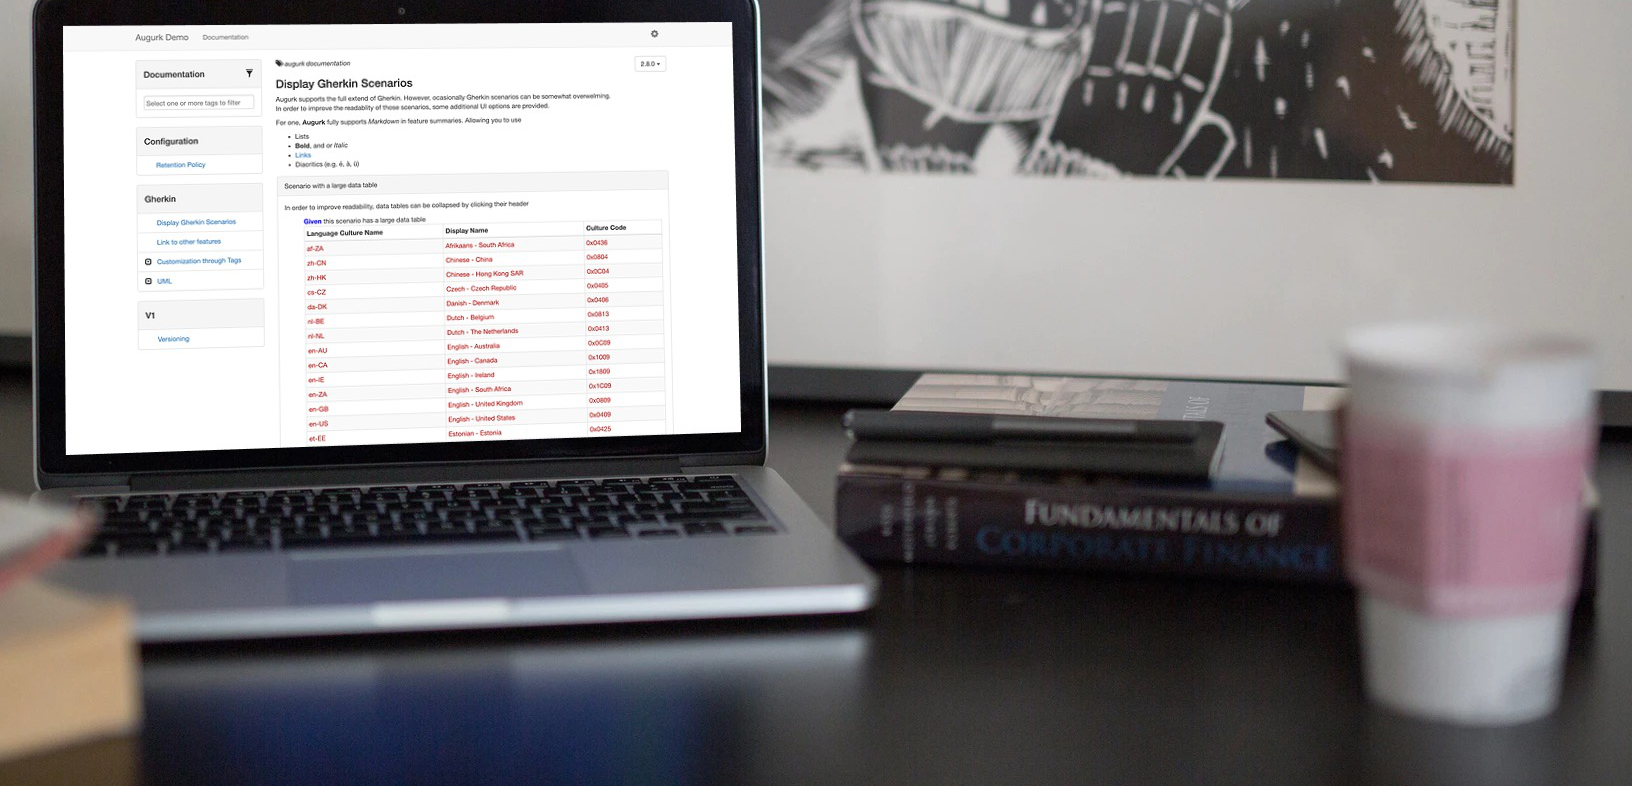 Augurk Demo Documentation
Documentation
Select one or more tags to filter
Configuration
Retention Policy
Gherkin
Display Gherkin Scenarios
Link to other features
Customization through Tags
UML
V1
Versioning
augurk documentation
2.8.0
Display Gherkin Scenarios
Augurk supports the full extend of Gherkin. However, ocasionally Gherkin scenarios can be somewhat overwelming.
In order to improve the readablity of those scenarios, some additional UI options are provided.
For one, Augurk fully supports Markdown in feature summaries. Allowing you to use
Lists
Bold, and or Italic
Links
Diacritics (e.g. é, â, ü)
Scenario with a large data table
In order to improve readability, data tables can be collapsed by clicking their header
Given this scenario has a large data table
Language Culture Name Display Name Culture Code
af-ZA Afrikaans - South Africa 0x0436
zh-CN Chinese - China 0x0804
zh-HK Chinese - Hong Kong SAR 0x0C04
cs-CZ Czech - Czech Republic 0x0405
da-DK Danish - Denmark 0x0406
nl-BE Dutch - Belgium 0x0813
nl-NL Dutch - The Netherlands 0x0413
en-AU English - Australia 0x0C09
en-CA English - Canada 0x1009
en-IE English - Ireland 0x1809
en-ZA English - South Africa 0x1C09
en-GB English - United Kingdom 0x0809
en-US English - United States 0x0409
et-EE Estonian - Estonia 0x0425
FUNDAMENTALS OF
CORPORATE FINANCE